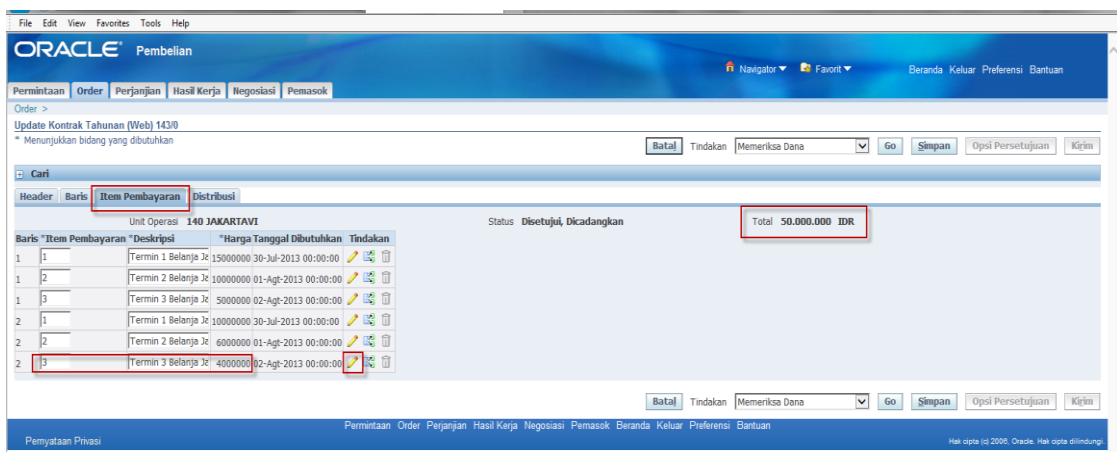 File Edit View Favorites Tools Help
ORACLE® Pembelian
Navigator Favorit Beranda Keluar Preferensi Bantuan
Permintaan Order Perjanjian Hasil Kerja Negosiasi Pemasok
Order >
Update Kontrak Tahunan (Web) 143/0
* Menunjukkan bidang yang dibutuhkan
Batal Tindakan Memeriksa Dana Go Simpan Opsi Persetujuan Kirim
Cari
Header Baris Item Pembayaran Distribusi
Unit Operasi 140 JAKARTAVI Status Disetujui, Dicadangkan Total 50.000.000 IDR
Baris *Item Pembayaran *Deskripsi *Harga Tanggal Dibutuhkan Tindakan
1 1 Termin 1 Belanja Ja 15000000 30-Jul-2013 00:00:00
1 2 Termin 2 Belanja Ja 10000000 01-Agt-2013 00:00:00
1 3 Termin 3 Belanja Ja 5000000 02-Agt-2013 00:00:00
2 1 Termin 1 Belanja Ja 10000000 30-Jul-2013 00:00:00
2 2 Termin 2 Belanja Ja 6000000 01-Agt-2013 00:00:00
2 3 Termin 3 Belanja Ja 4000000 02-Agt-2013 00:00:00
Batal Tindakan Memeriksa Dana Go Simpan Opsi Persetujuan Kirim
Permintaan Order Perjanjian Hasil Kerja Negosiasi Pemasok Beranda Keluar Preferensi Bantuan
Pernyataan Privasi Hak cipta (c) 2006, Oracle. Hak cipta dilindungi.